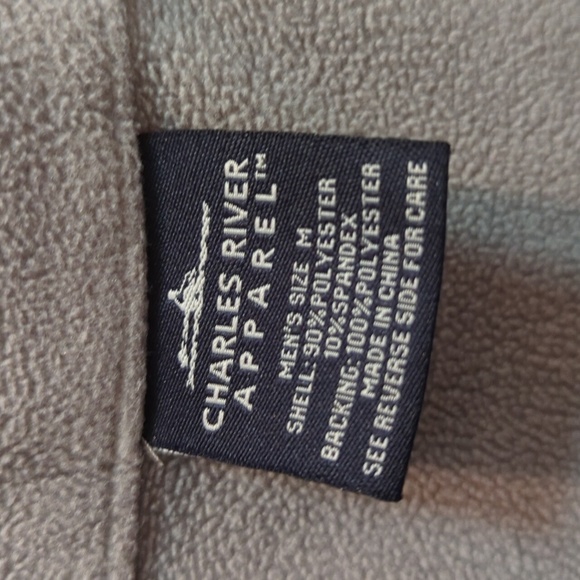 CHARLES RIVER
APPAREL™
MEN'S SIZE M
SHELL: 90%POLYESTER
10%SPANDEX
BACKING:100%POLYESTER
MADE IN CHINA
SEE REVERSE SIDE FOR CARE